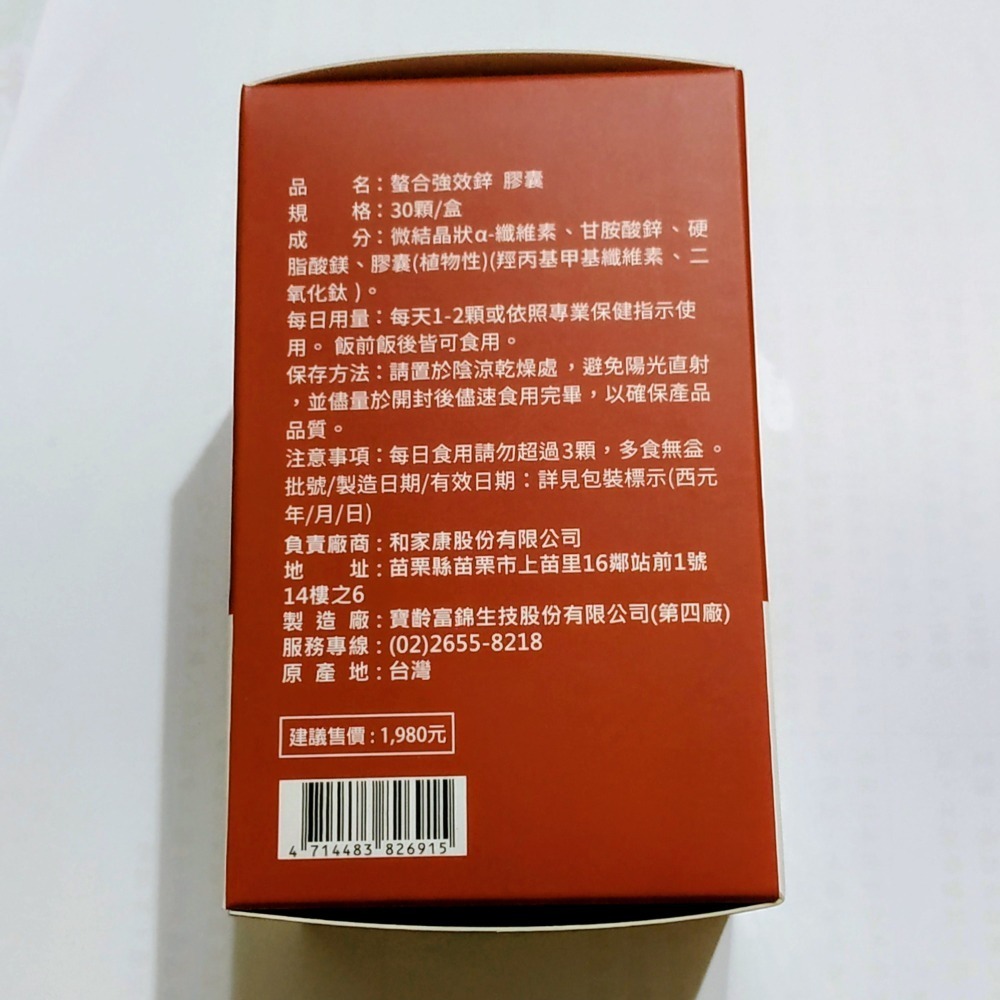 品　　名：螯合強效鋅 膠囊
規　　格：30顆/盒
成　　分：微結晶狀α-纖維素、甘胺酸鋅、硬
脂酸鎂、膠囊(植物性)(羥丙基甲基纖維素、二
氧化鈦 )。
每日用量：每天1-2顆或依照專業保健指示使
用。 飯前飯後皆可食用。
保存方法：請置於陰涼乾燥處，避免陽光直射
，並儘量於開封後儘速食用完畢，以確保產品
品質。
注意事項：每日食用請勿超過3顆，多食無益。
批號/製造日期/有效日期：詳見包裝標示(西元
年/月/日)
負責廠商：和家康股份有限公司
地　　址：苗栗縣苗栗市上苗里16鄰站前1號
14樓之6
製 造 廠：寶齡富錦生技股份有限公司(第四廠)
服務專線：(02)2655-8218
原 產 地：台灣
建議售價：1,980元
4 714483 826915